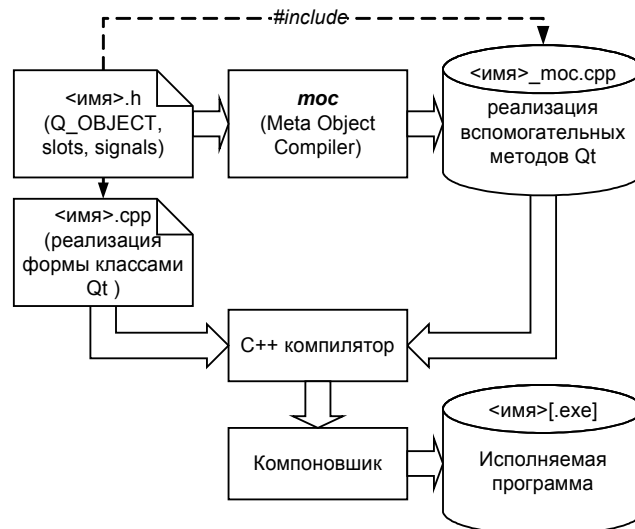 #include
<имя>.h
(Q_OBJECT,
slots, signals)
moc
(Meta Object
Compiler)
<имя>_moc.cpp
реализация
вспомогательных
методов Qt
<имя>.cpp
(реализация
формы классами
Qt )
C++ компилятор
Компоновшик
<имя>[.exe]
Исполняемая
программа